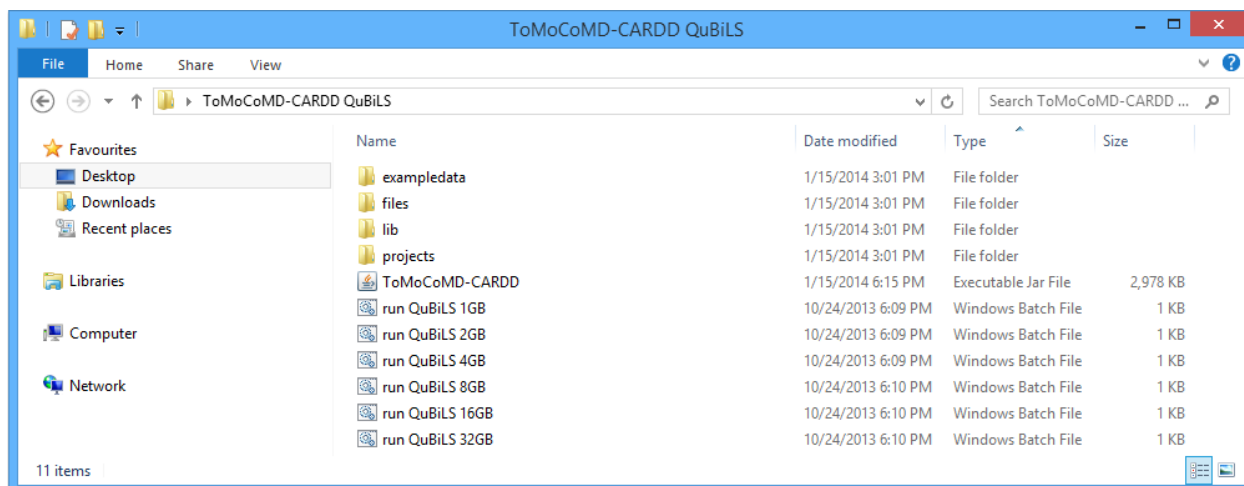 ToMoCoMD-CARDD QuBiLS
File Home Share View
ToMoCoMD-CARDD QuBiLS Search ToMoCoMD-CARDD ...
Name Date modified Type Size
Favourites
Desktop
Downloads
Recent places
Libraries
Computer
Network
exampledata 1/15/2014 3:01 PM File folder
files 1/15/2014 3:01 PM File folder
lib 1/15/2014 3:01 PM File folder
projects 1/15/2014 3:01 PM File folder
ToMoCoMD-CARDD 1/15/2014 6:15 PM Executable Jar File 2,978 KB
run QuBiLS 1GB 10/24/2013 6:09 PM Windows Batch File 1 KB
run QuBiLS 2GB 10/24/2013 6:09 PM Windows Batch File 1 KB
run QuBiLS 4GB 10/24/2013 6:09 PM Windows Batch File 1 KB
run QuBiLS 8GB 10/24/2013 6:10 PM Windows Batch File 1 KB
run QuBiLS 16GB 10/24/2013 6:10 PM Windows Batch File 1 KB
run QuBiLS 32GB 10/24/2013 6:10 PM Windows Batch File 1 KB
11 items